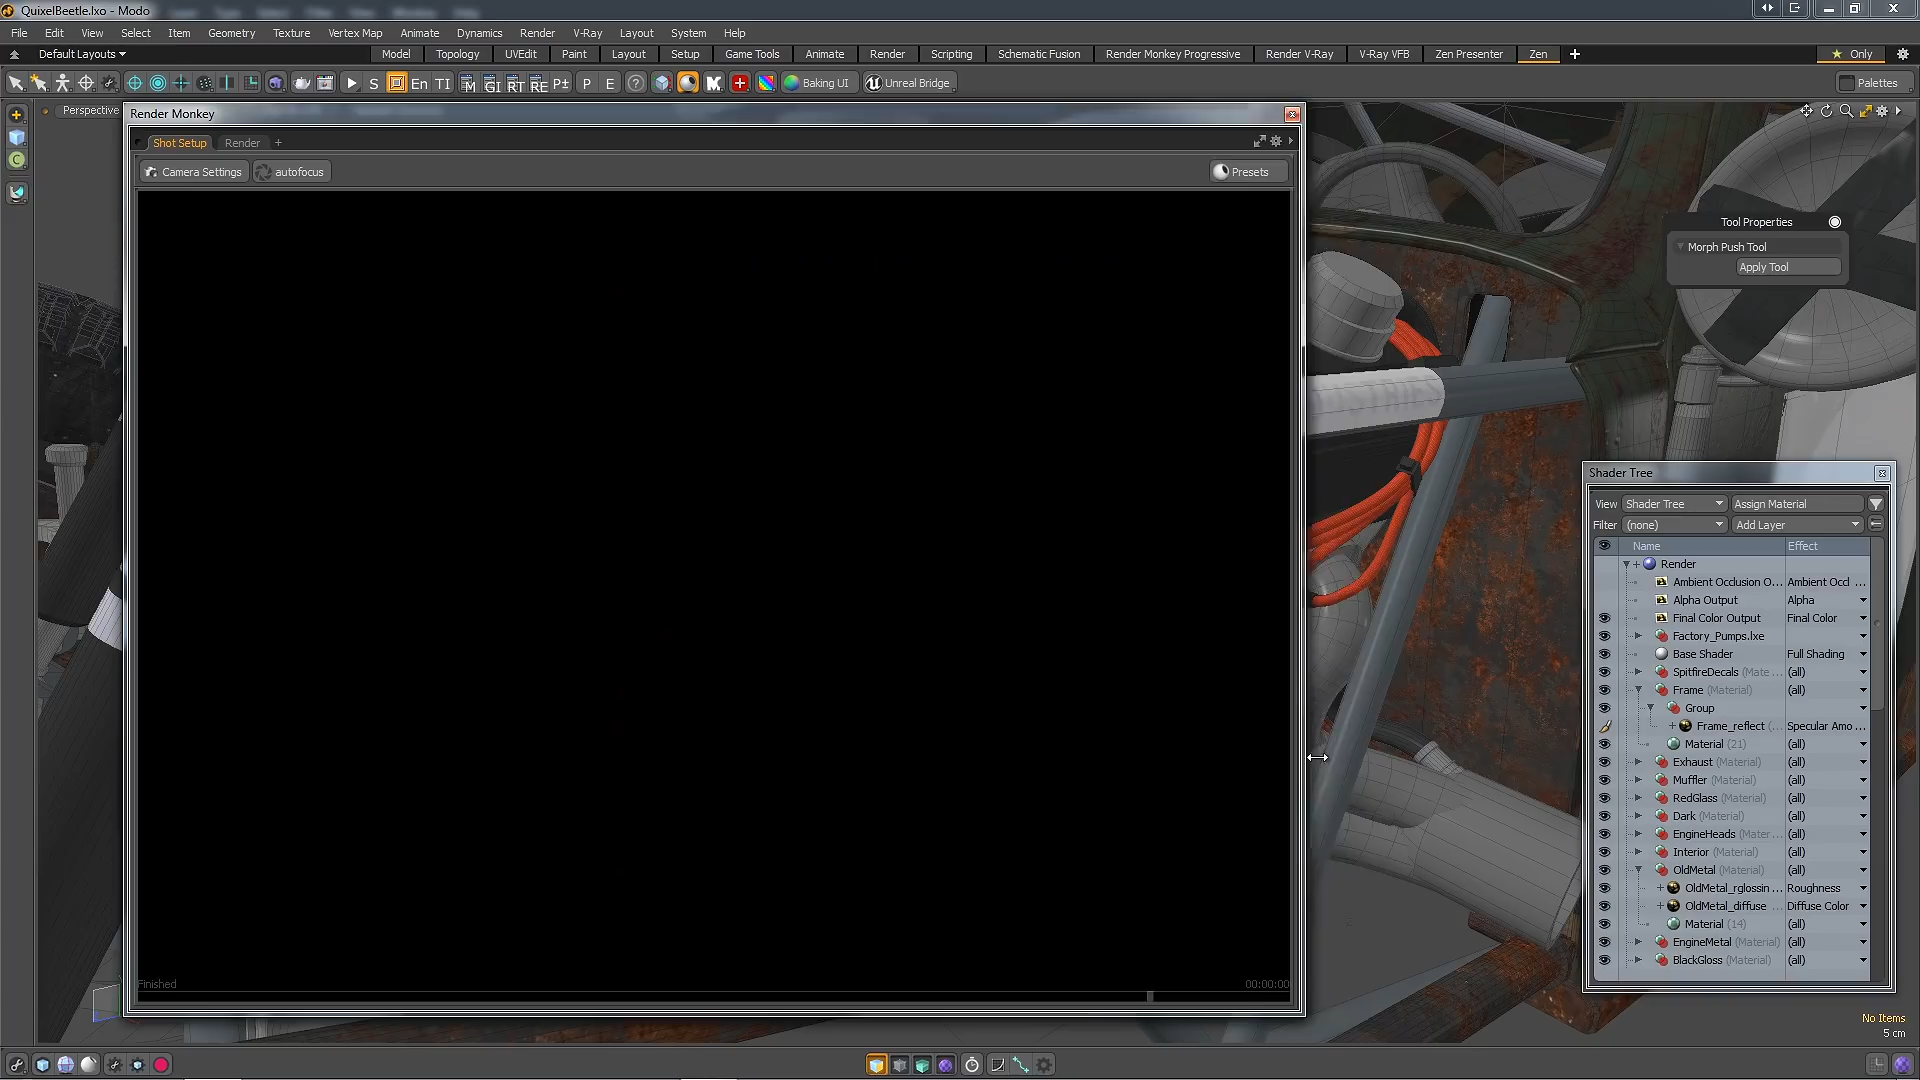 QuixelBeetle.lxo - Modo
File Edit View Select Item Geometry Texture Vertex Map Animate Dynamics Render V-Ray Layout System Help
Default Layouts Model Topology UVEdit Paint Layout Setup Game Tools Animate Render Scripting Schematic Fusion Render Monkey Progressive Render V-Ray V-Ray VFB Zen Presenter Zen + Only
S En TI M GI RT RE P± P E ? Baking UI Unreal Bridge Palettes
Perspective
Render Monkey
Shot Setup Render +
Camera Settings autofocus Presets
Finished 00:00:00
Tool Properties
Morph Push Tool
Apply Tool
Shader Tree
View Shader Tree Assign Material
Filter (none) Add Layer
Name Effect
Render
Ambient Occlusion O... Ambient Occl ...
Alpha Output Alpha
Final Color Output Final Color
Factory_Pumps.lxe
Base Shader Full Shading
SpitfireDecals (Mate ... (all)
Frame (Material) (all)
Group
Frame_reflect (... Specular Amo ...
Material (21) (all)
Exhaust (Material) (all)
Muffler (Material) (all)
RedGlass (Material) (all)
Dark (Material) (all)
EngineHeads (Mater ... (all)
Interior (Material) (all)
OldMetal (Material) (all)
OldMetal_rglossin ... Roughness
OldMetal_diffuse ... Diffuse Color
Material (14) (all)
EngineMetal (Material) (all)
BlackGloss (Material) (all)
No Items
5 cm